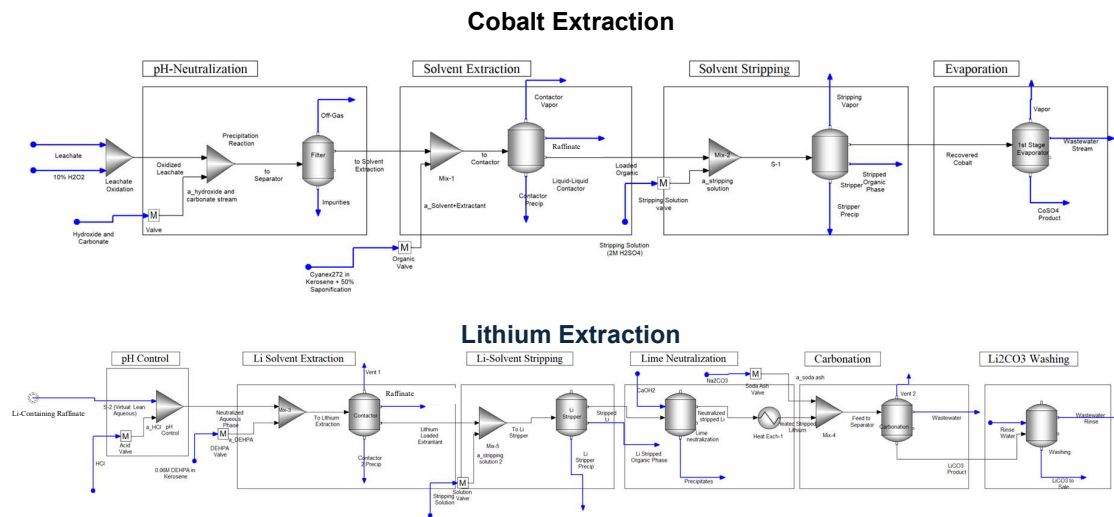 Cobalt Extraction
pH-Neutralization
Solvent Extraction
Solvent Stripping
Evaporation
Off-Gas
Contactor
Vapor
Stripping
Vapor
Vapor
Leachate
10% H2O2
Leachate
Oxidation
Precipitation
Reaction
Oxidized
Leachate
to
Separator
a_hydroxide and
carbonate stream
Filter
to Solvent
Extraction
Impurities
M
Valve
Hydroxide and
Carbonate
Mix-1
to
Contactor
Raffinate
Liquid-Liquid
Contactor
Contactor
Precip
a_Solvent+Extractant
M
Organic
Valve
Cyanex272 in
Kerosene + 50%
Saponification
Loaded
Organic
M
Stripping Solution
valve
Stripping Solution
(2M H2SO4)
Mix-2
a_stripping
solution
S-1
Stripper
Stripped
Organic Phase
Stripper
Precip
Recovered
Cobalt
1st Stage
Evaporator
Wastewater
Stream
CoSO4
Product
Lithium Extraction
pH Control
Li Solvent Extraction
Li-Solvent Stripping
Lime Neutralization
Carbonation
Li2CO3 Washing
Li-Containing Raffinate
S-2 (Virtual Lean
Aqueous)
a_HCl
pH
Control
M
Acid
Valve
HCl
Neutralized
Aqueous
Phase
a_DEHPA
M
DEHPA
Valve
0.06M DEHPA in
Kerosene
Mix-3
To Lithium
Extraction
Vent 1
Contactor
Raffinate
Lithium
Loaded Extrantant
Contactor
2 Precip
Mix-5
To Li
Stripper
a_stripping
solution 2
M
Solution
Valve
Stripping
Solution
Li
Stripper
Stripped
Li
Li Stripped
Organic Phase
Li
Stripper
Precip
CaOH2
Na2CO3
M
Soda Ash
Valve
a_soda ash
Neutralized
stripped Li
Lime
neutralization
Precipitates
Heated Stripped
Lithium
Heat Exch-1
Mix-4
Feed to
Separator
Vent 2
Carbonation
Wastewater
LiCO3
Product
Rinse
Water
Washing
Wastewater
Rinse
LiCO3 to
Sale